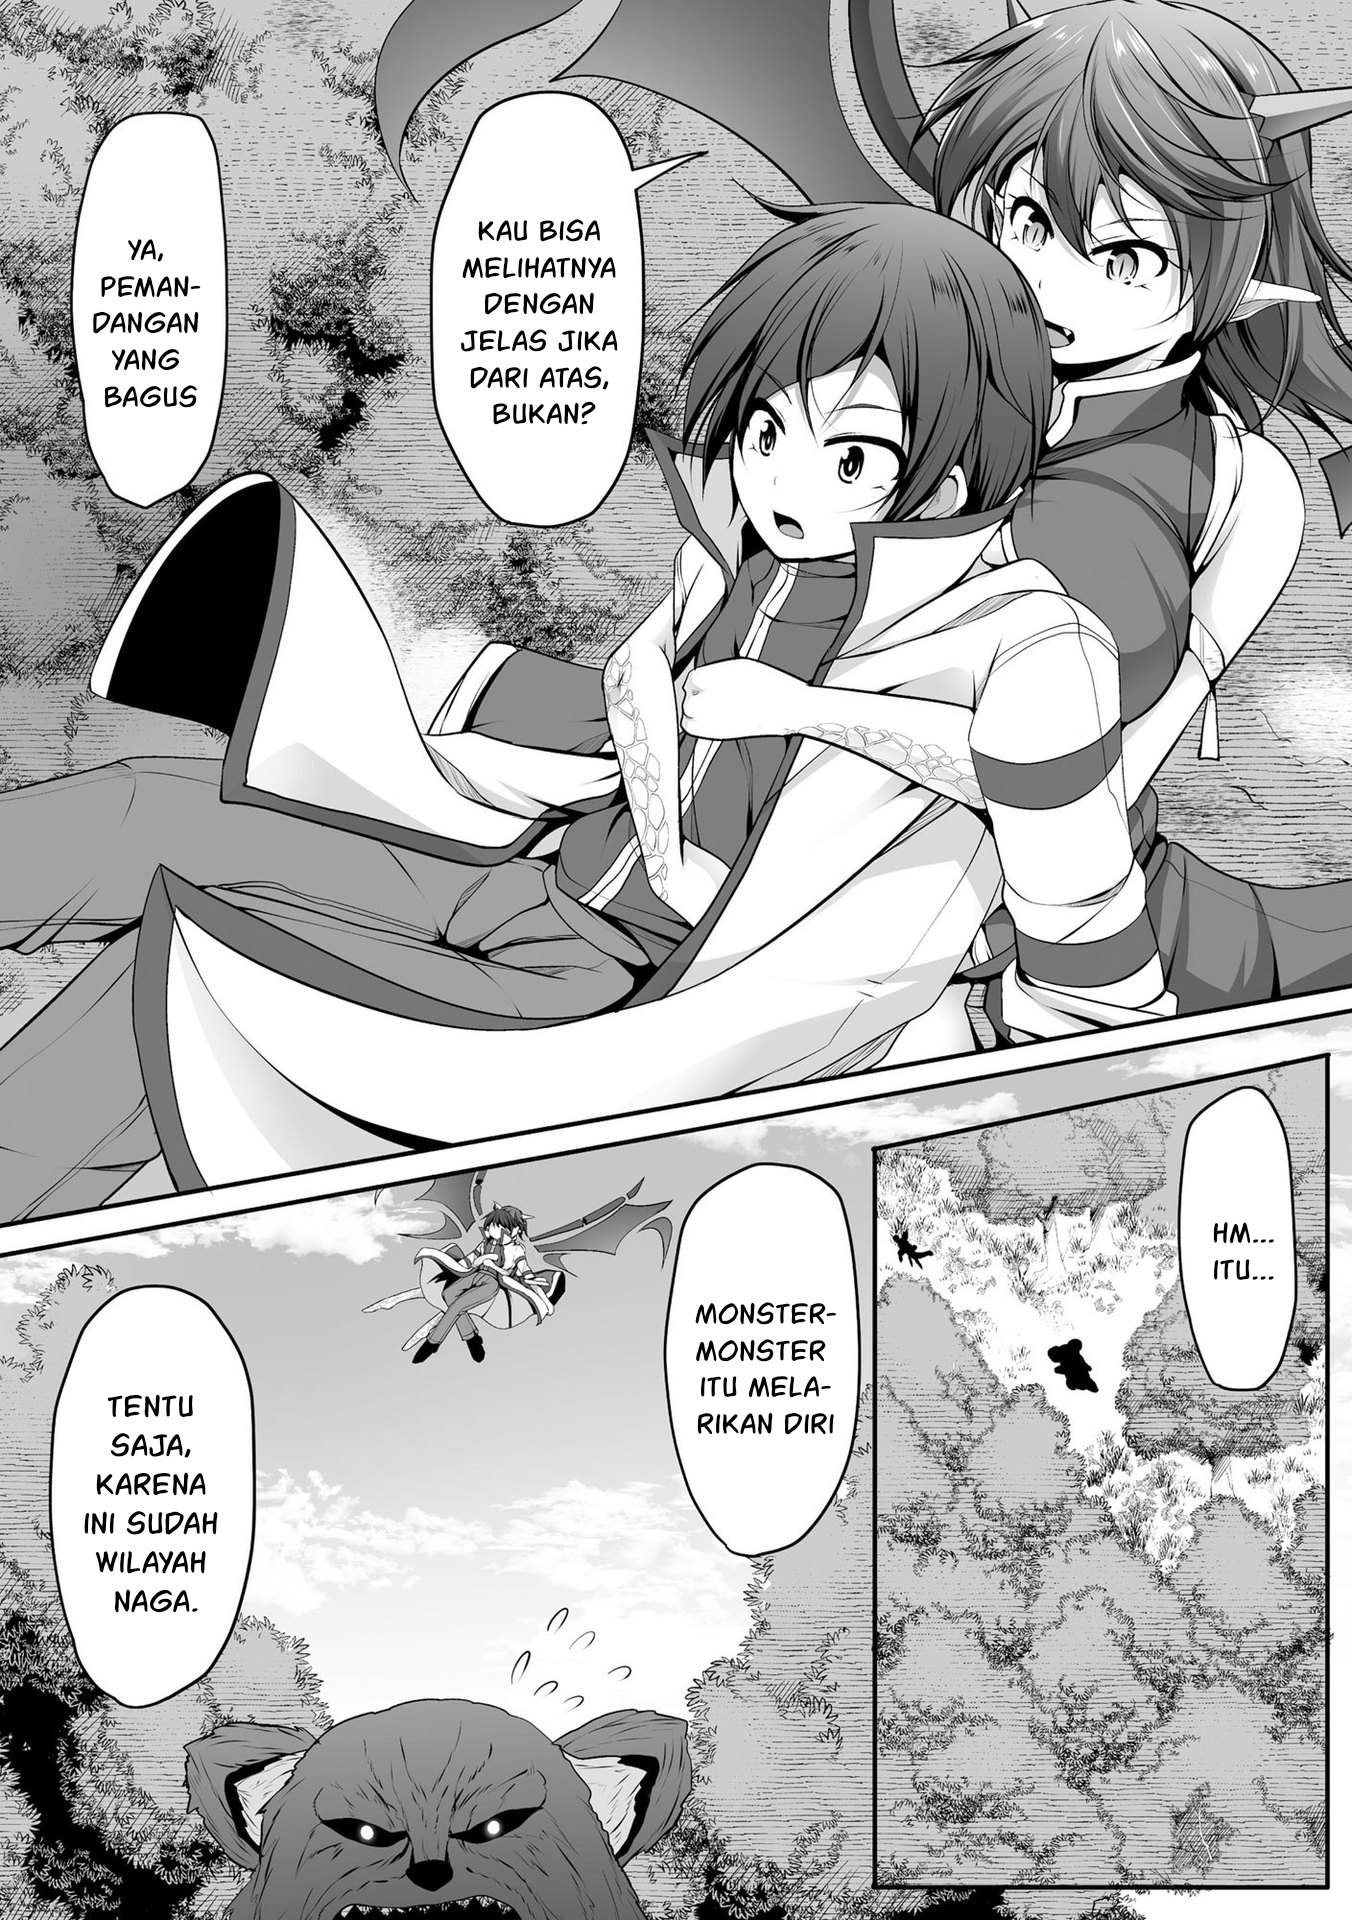 KAU BISA
MELIHATNYA
DENGAN
JELAS JIKA
DARI ATAS,
BUKAN?
YA,
PEMAN-
DANGAN
YANG
BAGUS
HM...
ITU...
MONSTER-
MONSTER
ITU MELA-
RIKAN DIRI
TENTU
SAJA,
KARENA
INI SUDAH
WILAYAH
NAGA.